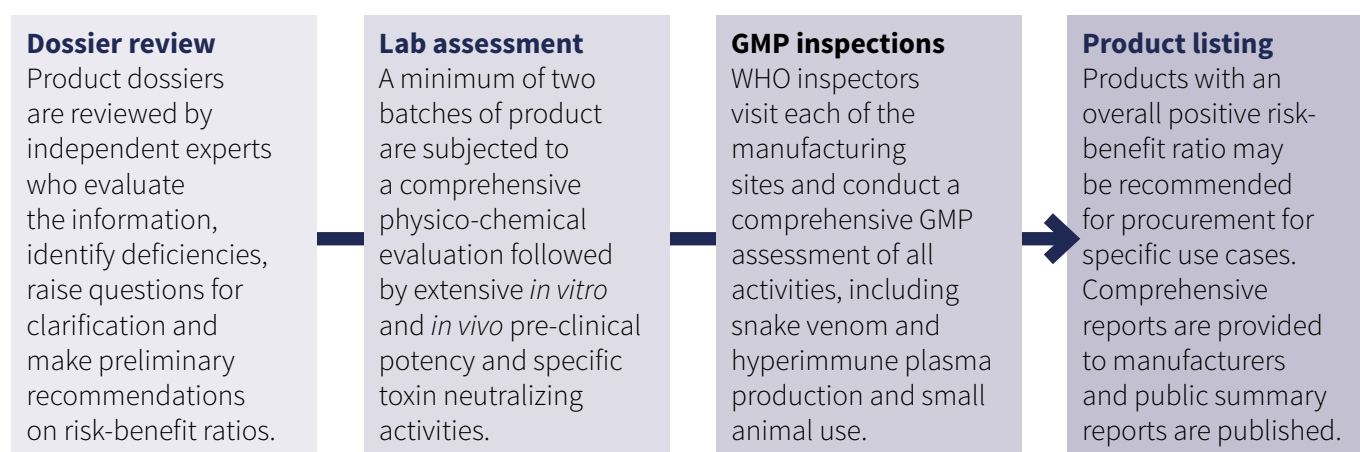 Dossier review
Product dossiers
are reviewed by
independent experts
who evaluate
the information,
identify deficiencies,
raise questions for
clarification and
make preliminary
recommendations
on risk-benefit ratios.
Lab assessment
A minimum of two
batches of product
are subjected to
a comprehensive
physico-chemical
evaluation followed
by extensive in vitro
and in vivo pre-clinical
potency and specific
toxin neutralizing
activities.
GMP inspections
WHO inspectors
visit each of the
manufacturing
sites and conduct a
comprehensive GMP
assessment of all
activities, including
snake venom and
hyperimmune plasma
production and small
animal use.
Product listing
Products with an
overall positive risk-
benefit ratio may
be recommended
for procurement for
specific use cases.
Comprehensive
reports are provided
to manufacturers
and public summary
reports are published.